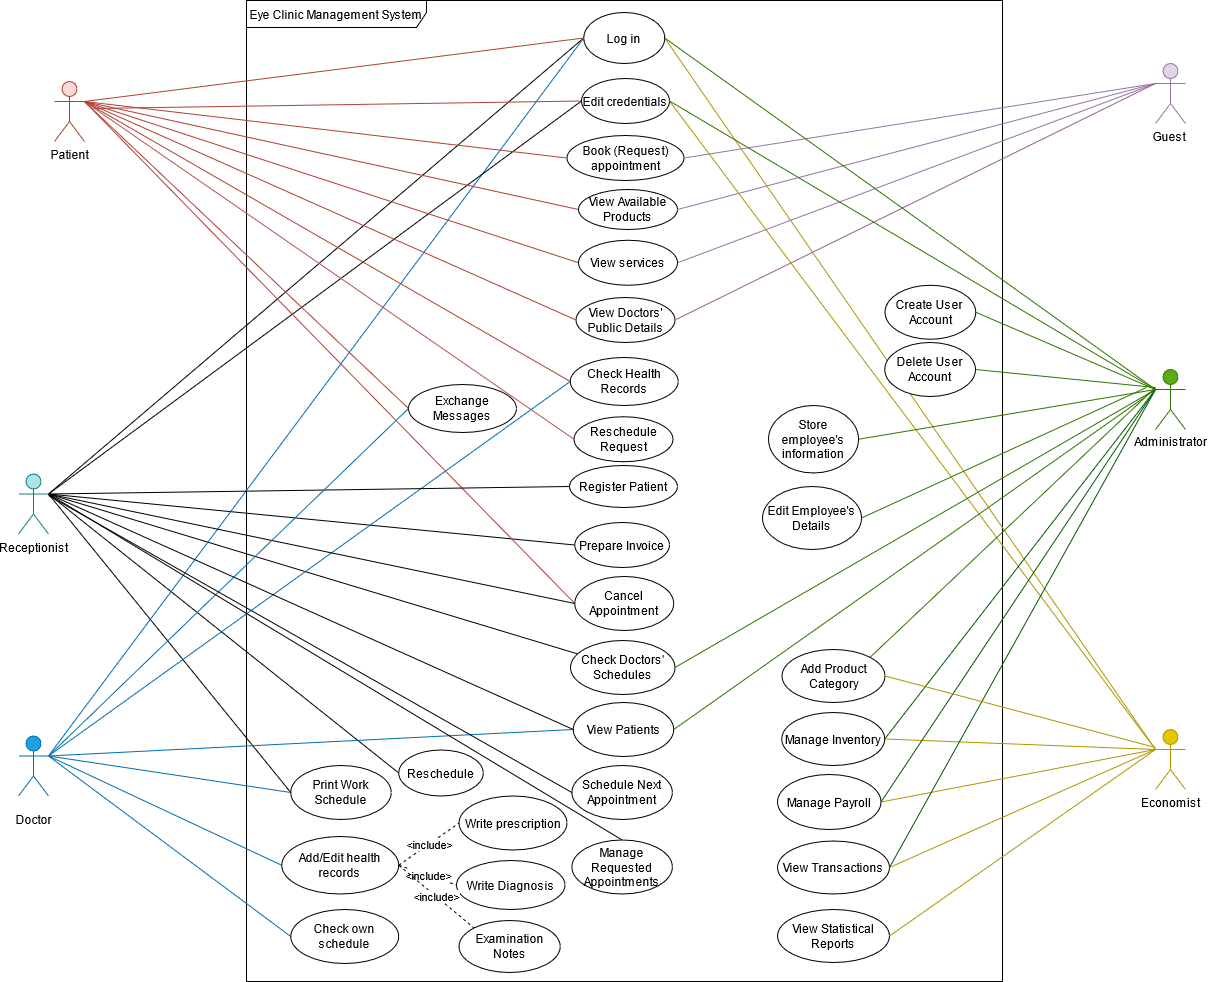 Eye Clinic Management System
Log in
Edit credentials
Patient
Guest
Book (Request)
appointment
View Available
Products
View services
View Doctors'
Public Details
Create User
Account
Delete User
Account
Check Health
Records
Exchange
Messages
Reschedule
Request
Store
employee's
information
Administrator
Register Patient
Edit Employee's
Details
Receptionist
Prepare Invoice
Cancel
Appointment
Check Doctors'
Schedules
Add Product
Category
View Patients
Manage Inventory
Reschedule
Print Work
Schedule
Schedule Next
Appointment
Manage Payroll
Economist
Doctor
Write prescription
<include>
Add/Edit health
records
Manage
Requested
Appointments
View Transactions
<include>
Write Diagnosis
<include>
Check own
schedule
Examination
Notes
View Statistical
Reports